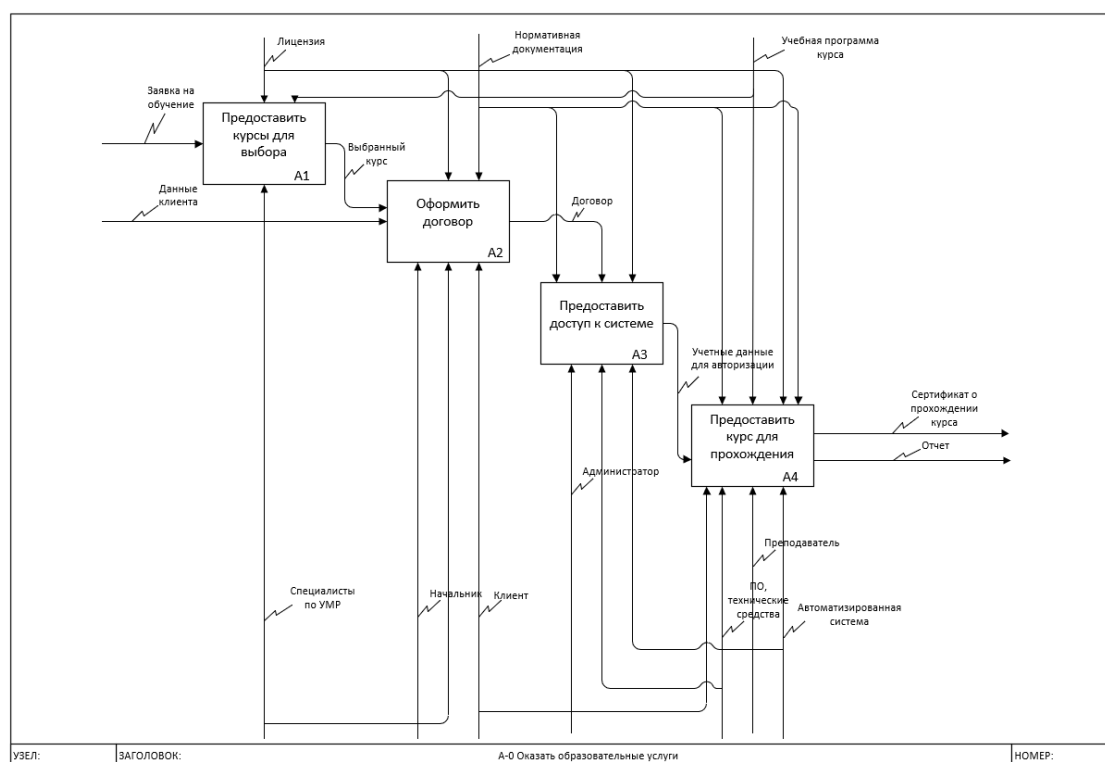 Лицензия
Нормативная
документация
Учебная программа
курса
Заявка на
обучение
Предоставить
курсы для
выбора
A1
Выбранный
курс
Данные
клиента
Оформить
договор
A2
Договор
Предоставить
доступ к системе
A3
Учетные данные
для авторизации
Предоставить
курс для
прохождения
A4
Сертификат о
прохождении
курса
Отчет
Администратор
Преподаватель
Специалисты
по УМР
Начальник
Клиент
ПО,
технические
средства
Автоматизированная
система
УЗЕЛ:
ЗАГОЛОВОК:
A-0 Оказать образовательные услуги
НОМЕР: